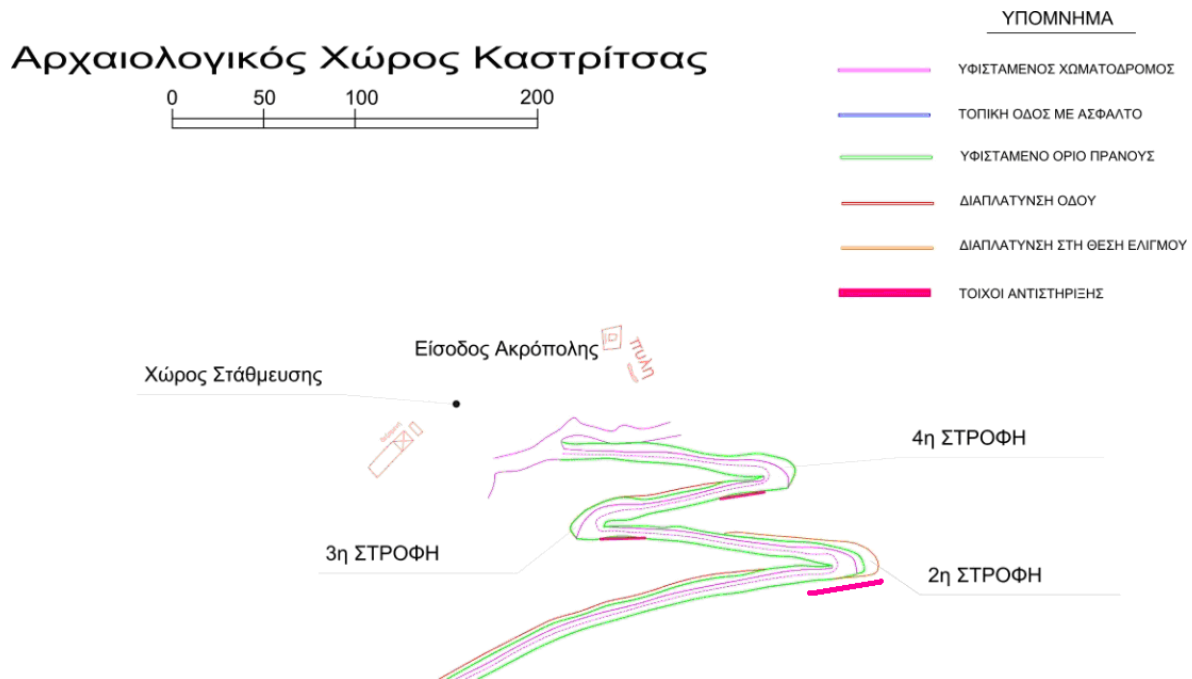 ΥΠΟΜΝΗΜΑ
Αρχαιολογικός Χώρος Καστρίτσας
0 50 100 200
ΥΦΙΣΤΑΜΕΝΟΣ ΧΩΜΑΤΟΔΡΟΜΟΣ
ΤΟΠΙΚΗ ΟΔΟΣ ΜΕ ΑΣΦΑΛΤΟ
ΥΦΙΣΤΑΜΕΝΟ ΟΡΙΟ ΠΡΑΝΟΥΣ
ΔΙΑΠΛΑΤΥΝΣΗ ΟΔΟΥ
ΔΙΑΠΛΑΤΥΝΣΗ ΣΤΗ ΘΕΣΗ ΕΛΙΓΜΟΥ
ΤΟΙΧΟΙ ΑΝΤΙΣΤΗΡΙΞΗΣ
Είσοδος Ακρόπολης
πυλη
Χώρος Στάθμευσης
4η ΣΤΡΟΦΗ
3η ΣΤΡΟΦΗ
2η ΣΤΡΟΦΗ